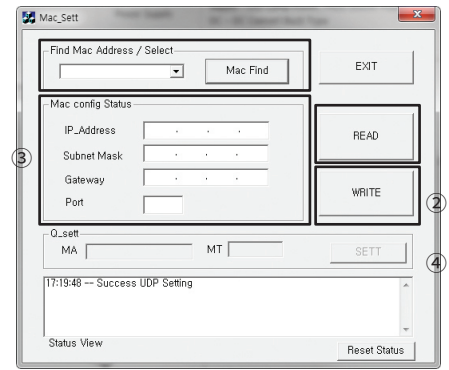 Mac_Sett
Find Mac Address / Select
Mac Find
EXIT
Mac config Status
IP_Address . . .
Subnet Mask . . .
Gateway . . .
Port
READ
WRITE
③
②
Q_sett
MA
MT
SETT
④
17:19:48 -- Success UDP Setting
Status View
Reset Status